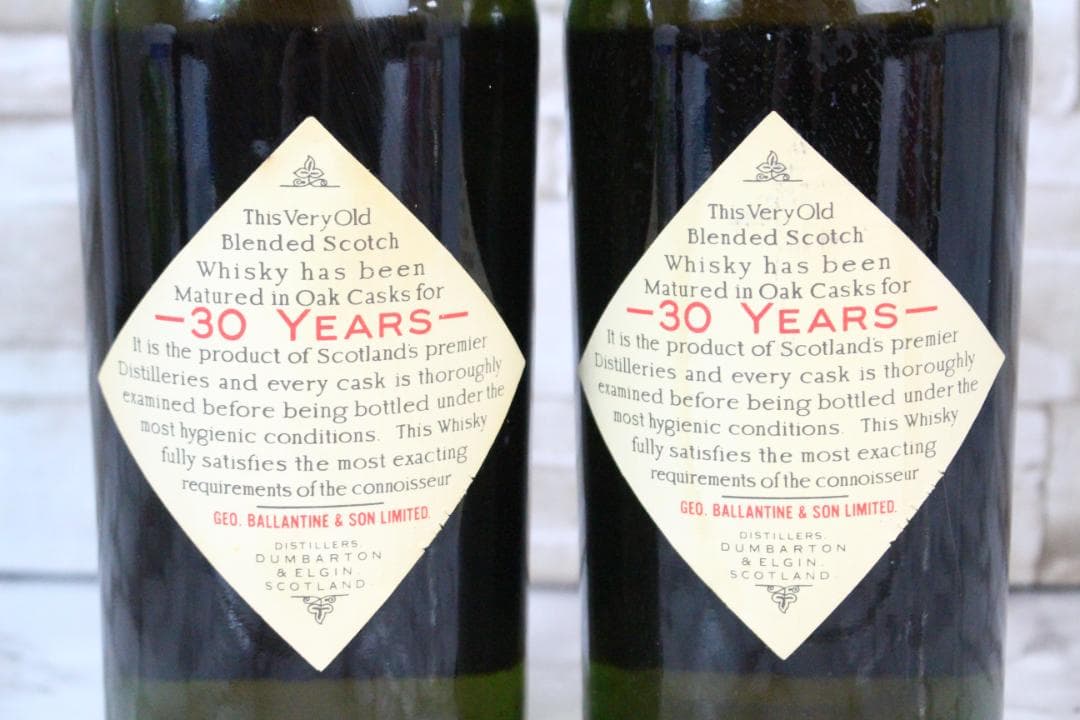 This Very Old
Blended Scotch
Whisky has been
Matured in Oak Casks for
—30 YEARS—
It is the product of Scotland's premier
Distilleries and every cask is thoroughly
examined before being bottled under the
most hygienic conditions. This Whisky
fully satisfies the most exacting
requirements of the connoisseur
GEO. BALLANTINE & SON LIMITED.
DISTILLERS.
DUMBARTON
& ELGIN.
SCOTLAND.
This Very Old
Blended Scotch
Whisky has been
Matured in Oak Casks for
—30 YEARS—
It is the product of Scotland's premier
Distilleries and every cask is thoroughly
examined before being bottled under the
most hygienic conditions. This Whisky
fully satisfies the most exacting
requirements of the connoisseur
GEO. BALLANTINE & SON LIMITED.
DISTILLERS.
DUMBARTON
& ELGIN.
SCOTLAND.